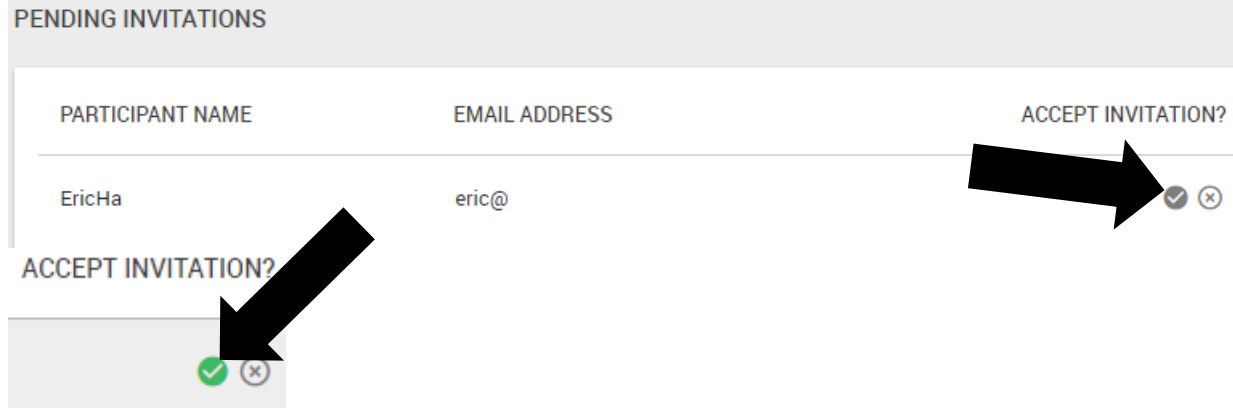 PENDING INVITATIONS
PARTICIPANT NAME EMAIL ADDRESS ACCEPT INVITATION?
EricHa eric@
ACCEPT INVITATION?